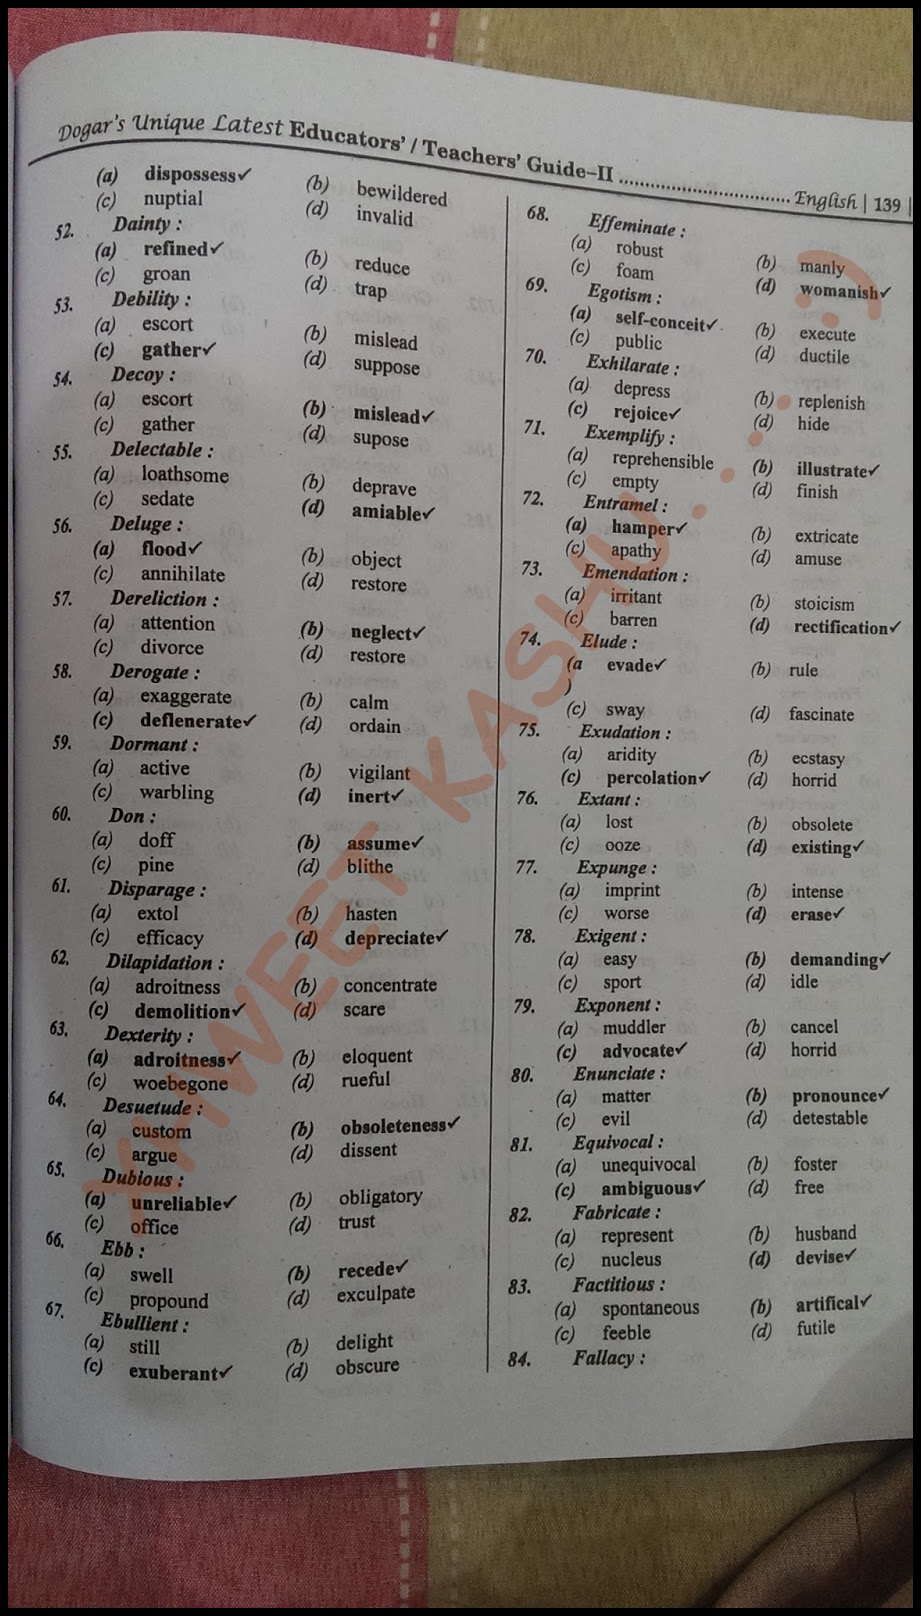 Dogar's Unique Latest Educators' / Teachers' Guide–II .................................. English | 139 |
(a) dispossess✓ (b) bewildered
(c) nuptial (d) invalid
52. Dainty :
(a) refined✓ (b) reduce
(c) groan (d) trap
53. Debility :
(a) escort (b) mislead
(c) gather✓ (d) suppose
54. Decoy :
(a) escort (b) mislead✓
(c) gather (d) supose
55. Delectable :
(a) loathsome (b) deprave
(c) sedate (d) amiable✓
56. Deluge :
(a) flood✓ (b) object
(c) annihilate (d) restore
57. Dereliction :
(a) attention (b) neglect✓
(c) divorce (d) restore
58. Derogate :
(a) exaggerate (b) calm
(c) deflenerate✓ (d) ordain
59. Dormant :
(a) active (b) vigilant
(c) warbling (d) inert✓
60. Don :
(a) doff (b) assume✓
(c) pine (d) blithe
61. Disparage :
(a) extol (b) hasten
(c) efficacy (d) depreciate✓
62. Dilapidation :
(a) adroitness (b) concentrate
(c) demolition✓ (d) scare
63. Dexterity :
(a) adroitness✓ (b) eloquent
(c) woebegone (d) rueful
64. Desuetude :
(a) custom (b) obsoleteness✓
(c) argue (d) dissent
65. Dubious :
(a) unreliable✓ (b) obligatory
(c) office (d) trust
66. Ebb :
(a) swell (b) recede✓
(c) propound (d) exculpate
67. Ebullient :
(a) still (b) delight
(c) exuberant✓ (d) obscure
68. Effeminate :
(a) robust (b) manly
(c) foam (d) womanish✓
69. Egotism :
(a) self-conceit✓ (b) execute
(c) public (d) ductile
70. Exhilarate :
(a) depress (b) replenish
(c) rejoice✓ (d) hide
71. Exemplify :
(a) reprehensible (b) illustrate✓
(c) empty (d) finish
72. Entramel :
(a) hamper✓ (b) extricate
(c) apathy (d) amuse
73. Emendation :
(a) irritant (b) stoicism
(c) barren (d) rectification✓
74. Elude :
(a evade✓ (b) rule
)
(c) sway (d) fascinate
75. Exudation :
(a) aridity (b) ecstasy
(c) percolation✓ (d) horrid
76. Extant :
(a) lost (b) obsolete
(c) ooze (d) existing✓
77. Expunge :
(a) imprint (b) intense
(c) worse (d) erase✓
78. Exigent :
(a) easy (b) demanding✓
(c) sport (d) idle
79. Exponent :
(a) muddler (b) cancel
(c) advocate✓ (d) horrid
80. Enunciate :
(a) matter (b) pronounce✓
(c) evil (d) detestable
81. Equivocal :
(a) unequivocal (b) foster
(c) ambiguous✓ (d) free
82. Fabricate :
(a) represent (b) husband
(c) nucleus (d) devise✓
83. Factitious :
(a) spontaneous (b) artifical✓
(c) feeble (d) futile
84. Fallacy :
KASHU.....:)